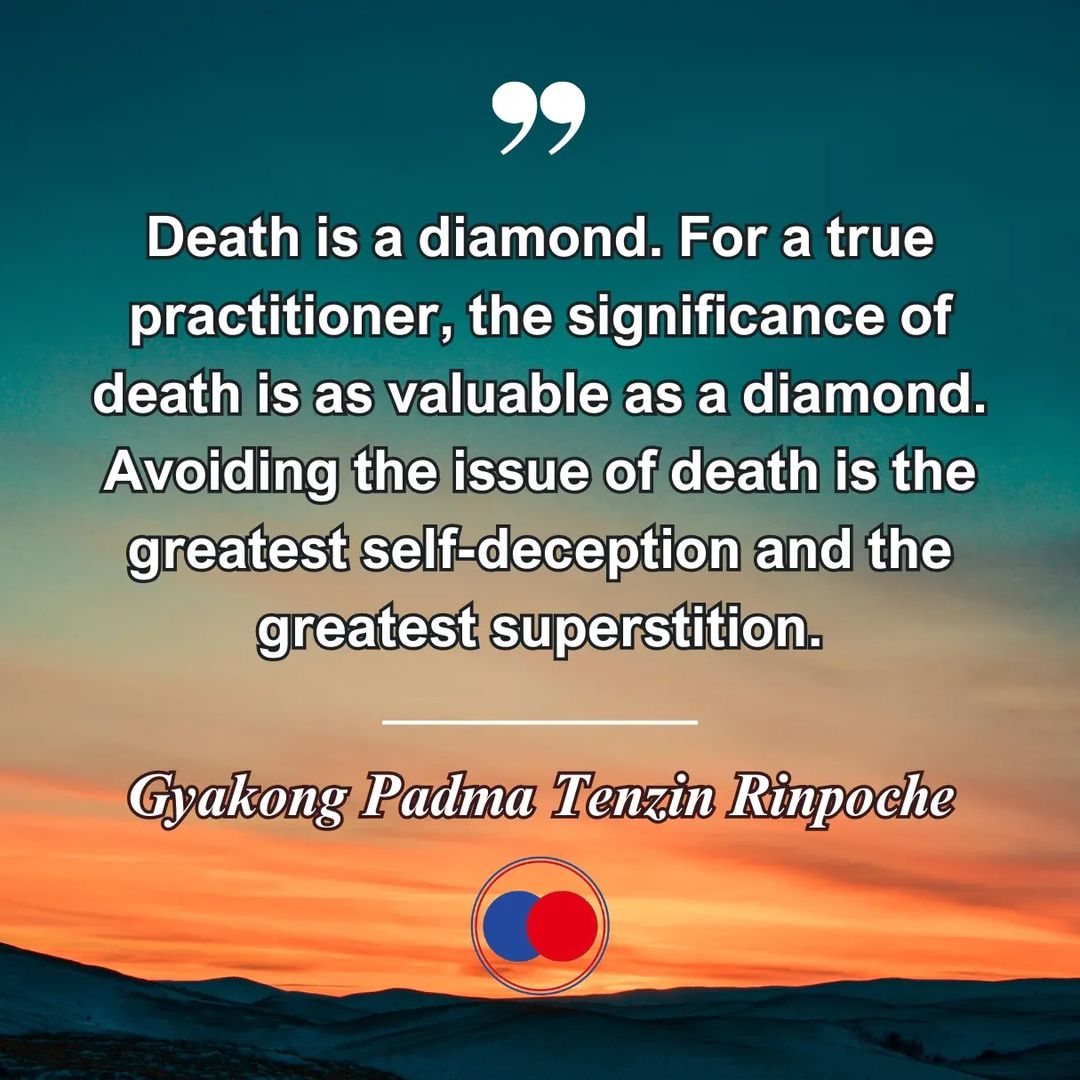 ”
Death is a diamond. For a true
practitioner, the significance of
death is as valuable as a diamond.
Avoiding the issue of death is the
greatest self-deception and the
greatest superstition.
Gyakong Padma Tenzin Rinpoche